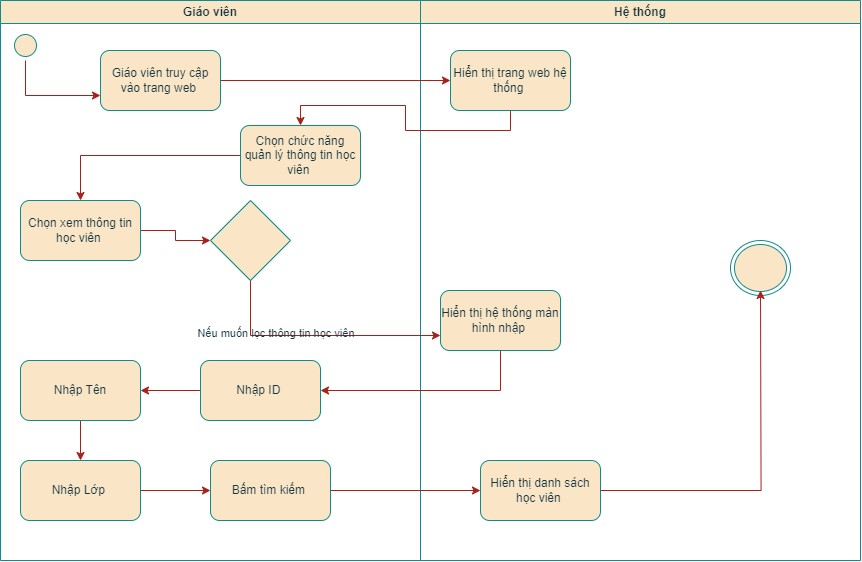 Giáo viên
Hệ thống
Giáo viên truy cập
vào trang web
Hiển thị trang web hệ
thống
Chọn chức năng
quản lý thông tin học
viên
Chọn xem thông tin
học viên
Nếu muốn lọc thông tin học viên
Hiển thị hệ thống màn
hình nhập
Nhập ID
Nhập Tên
Nhập Lớp
Bấm tìm kiếm
Hiển thị danh sách
học viên